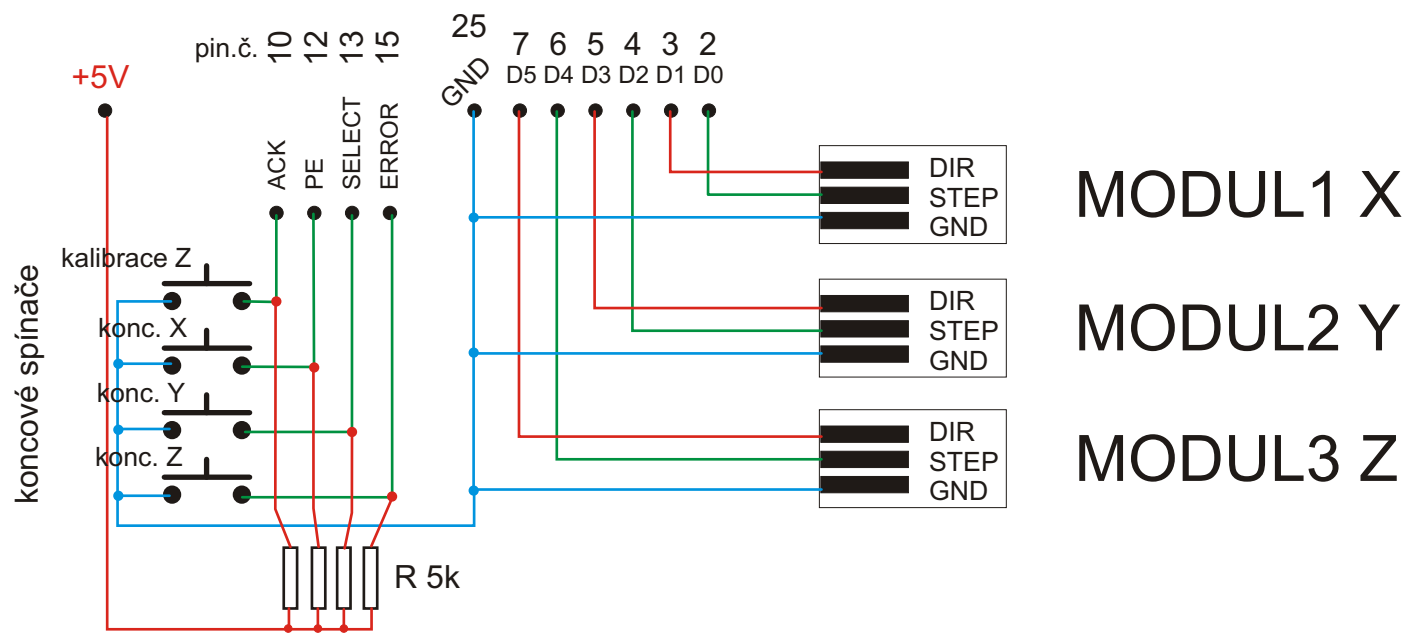 pin.č. 10 12 13 15
25 7 6 5 4 3 2
GND D5 D4 D3 D2 D1 D0
+5V
ACK
PE
SELECT
ERROR
koncové spínače
kalibrace Z
konc. X
konc. Y
konc. Z
R 5k
DIR
STEP
GND
MODUL1 X
DIR
STEP
GND
MODUL2 Y
DIR
STEP
GND
MODUL3 Z